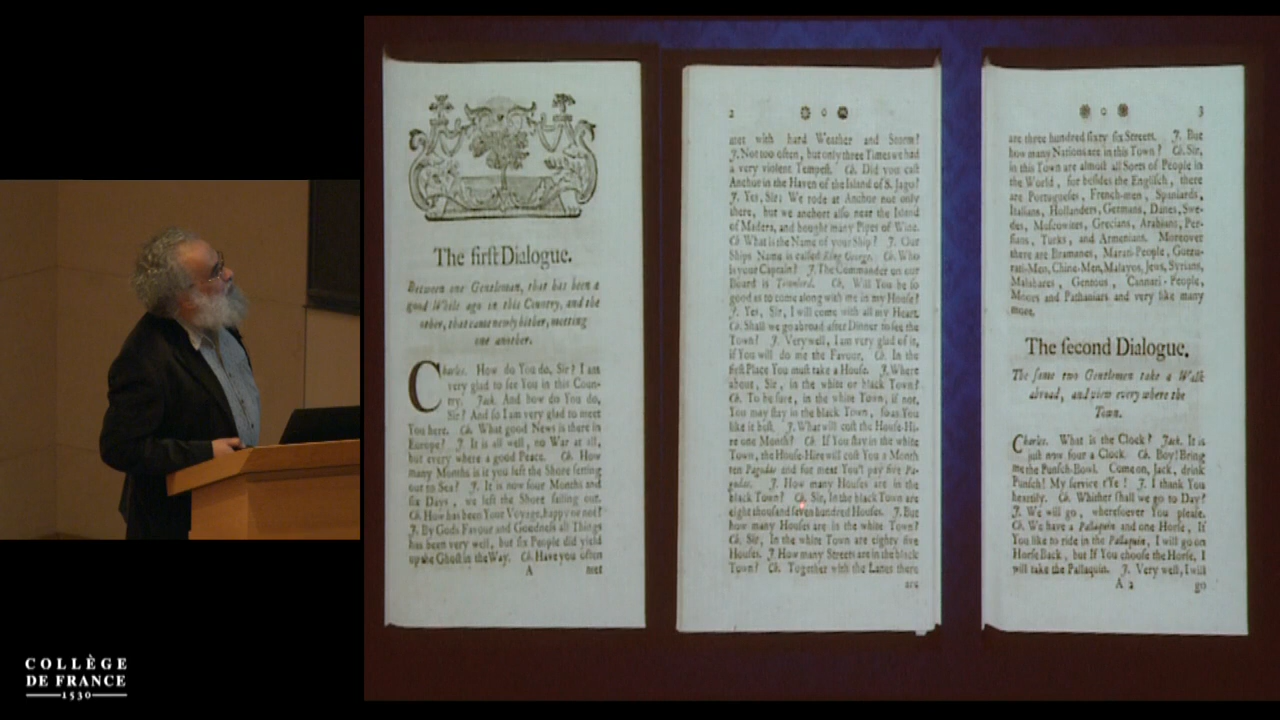 The first Dialogue.
Between one Gentleman, that has been a
good While ago in this Country, and the
other, that came newly hither, meeting
one another.
Charles. How do You do, Sir? I am
very glad to see You in this Coun-
try. Jack. And how do You do,
Sir? And so I am very glad to meet
You here. Ch. What good News is there in
Europe? J. It is all well, no War at all,
but every where a good Peace. Ch. How
many Months is it you left the Shore setting
out to Sea? J. It is now four Months and
six Days, we left the Shore sailing out.
Ch. How has been Your Voyage, happy or not?
J. By Gods Favour and Goodness all Things
has been very well, but six People did yield
up the Ghost in the Way. Ch. Have you often
A met
2
met with hard Weather and Storm?
J. Not too often, but only three Times we had
a very violent Tempest. Ch. Did you cast
Anchor in the Haven of the Island of S. Jago?
J. Yes, Sir: We rode at Anchor not only
there, but we anchort also near the Island
of Madera, and bought many Pipes of Wine.
Ch What is the Name of your Ship? J. Our
Ships Name is called King George. Ch. Who
is your Captain? J. The Commander on our
Board is Ch. Will You be so
good as to come along with me in my House?
J. Yes, Sir, I will come with all my Heart.
Ch. Shall we go abroad after Dinner to see the
Town? J. Very well, I am very glad of it,
if You will do me the Favour. Ch. In the
first Place You must take a House. J. Where
about, Sir, in the white or black Town?
Ch. To be sure, in the white Town, if not,
You may stay in the black Town, so as You
like it best. J. What will cost the House-Hi-
re one Month? Ch. If You stay in the white
Town, the House-Hire will cost You a Month
ten Pagodas and for meat You'l pay five Pa-
godas. J. How many Houses are in the
black Town? Ch. Sir, In the black Town are
eight thousand seven hundred Houses. J. But
how many Houses are in the white Town?
Ch. Sir, In the white Town are eighty five
Houses. J. How many Streets are in the black
Town? Ch. Together with the Lanes there
are
3
are three hundred sixty six Streets. J. But
how many Nations are in this Town? Ch. Sir,
in this Town are almost all Sorts of People in
the World, for besides the Englisch, there
are Portugueses, French-men, Spaniards,
Italians, Hollanders, Germans, Danes, Swe-
des, Muscowites, Grecians, Arabians, Per-
sians, Turks, and Armenians. Moreover
there are Bramanes, Marati-People, Guzu-
rati-Men, Chine-Men, Malayos, Jews, Syrians,
Malabares, Gentous, Cannari-People,
Moors and Pathaniars and very like many
more.
The second Dialogue.
The same two Gentlemen take a Walk
abroad, and view every where the
Town.
Charles. What is the Clock? Jack. It is
just now four a Clock. Ch. Boy! Bring
me the Punsch-Bowl. Come on, Jack, drink
Punsch! My service t'Ye! J. I thank You
heartily. Ch. Whither shall we go to Day?
J. We will go, wheresoever You please.
Ch. We have a Pallaquin and one Horse, If
You like to ride in the Pallaquin, I will go on
Horse Back, but If You choose the Horse, I
will take the Pallaquin. J. Very well, I will
A 2 go
COLLÈGE
DE FRANCE
1530